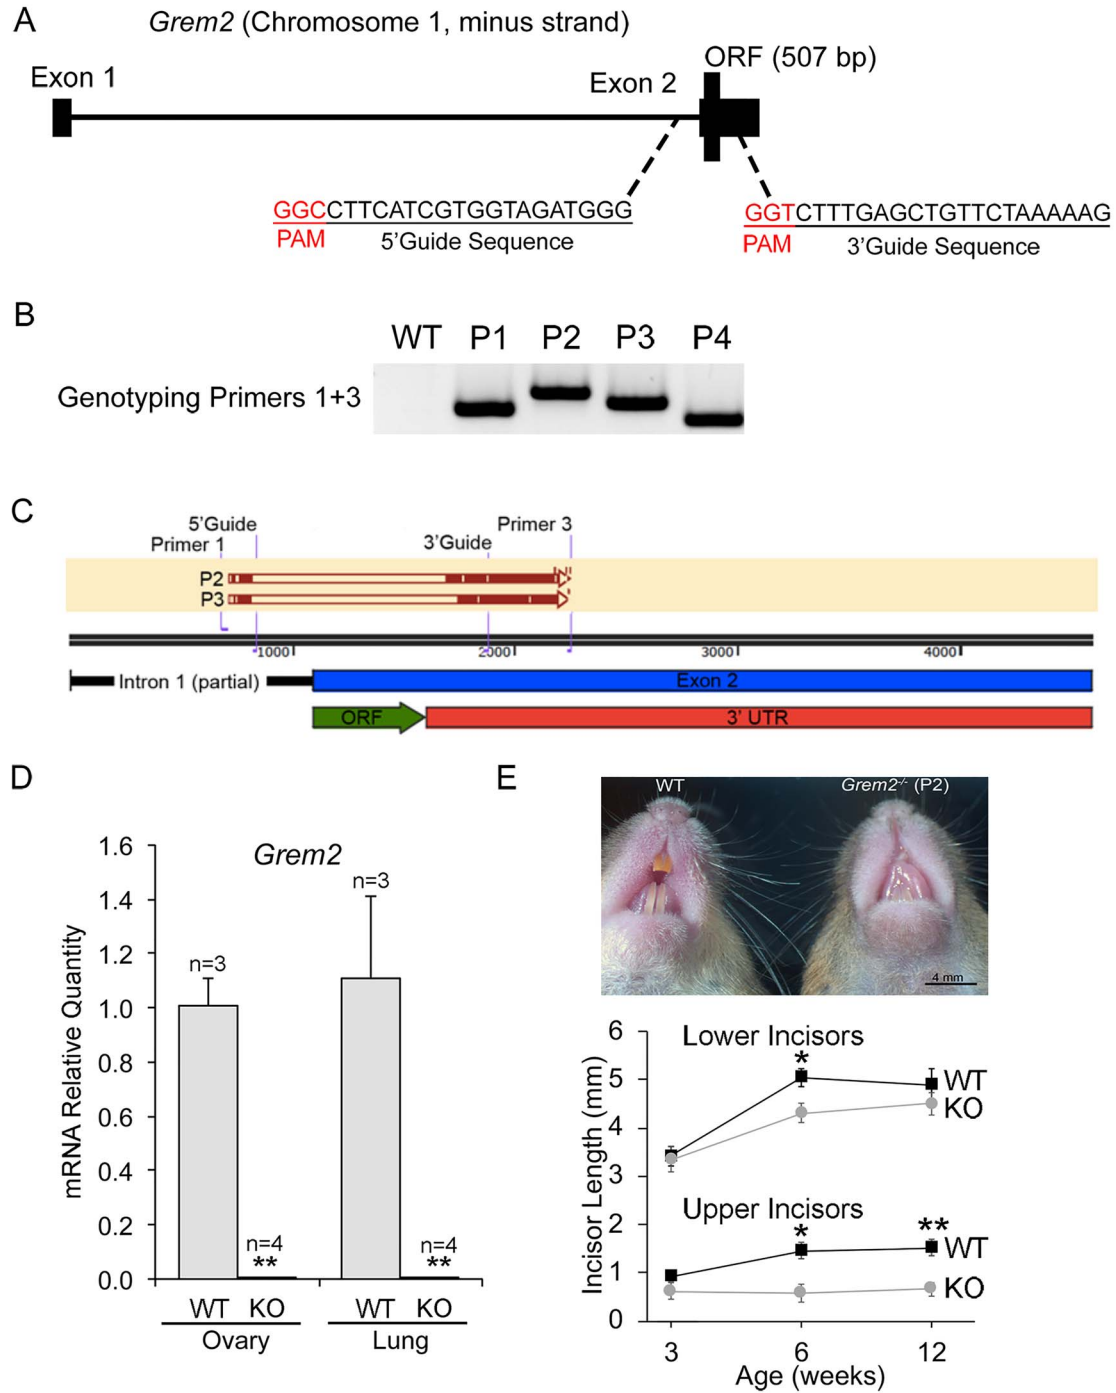 A
Grem2 (Chromosome 1, minus strand)
ORF (507 bp)
Exon 1
Exon 2
GGCCTTCATCGTGGTAGATGGG
GGTCTTTGAGCTGTTCTAAAAAG
PAM
5'Guide Sequence
PAM
3'Guide Sequence
B
WT P1 P2 P3 P4
Genotyping Primers 1+3
C
5'Guide
Primer 3
Primer 1
3'Guide
P2
P3
1000 2000 3000 4000
Intron 1 (partial)
Exon 2
ORF
3' UTR
D
Grem2
mRNA Relative Quantity
1.6
1.4
1.2
1.0
0.8
0.6
0.4
0.2
0.0
n=3
n=4
**
n=3
n=4
**
WT KO WT KO
Ovary Lung
E
WT
Grem2-/- (P2)
4 mm
Incisor Length (mm)
6
5
4
3
2
1
0
Lower Incisors
*
WT
KO
Upper Incisors
*
**
WT
KO
3 6 12
Age (weeks)